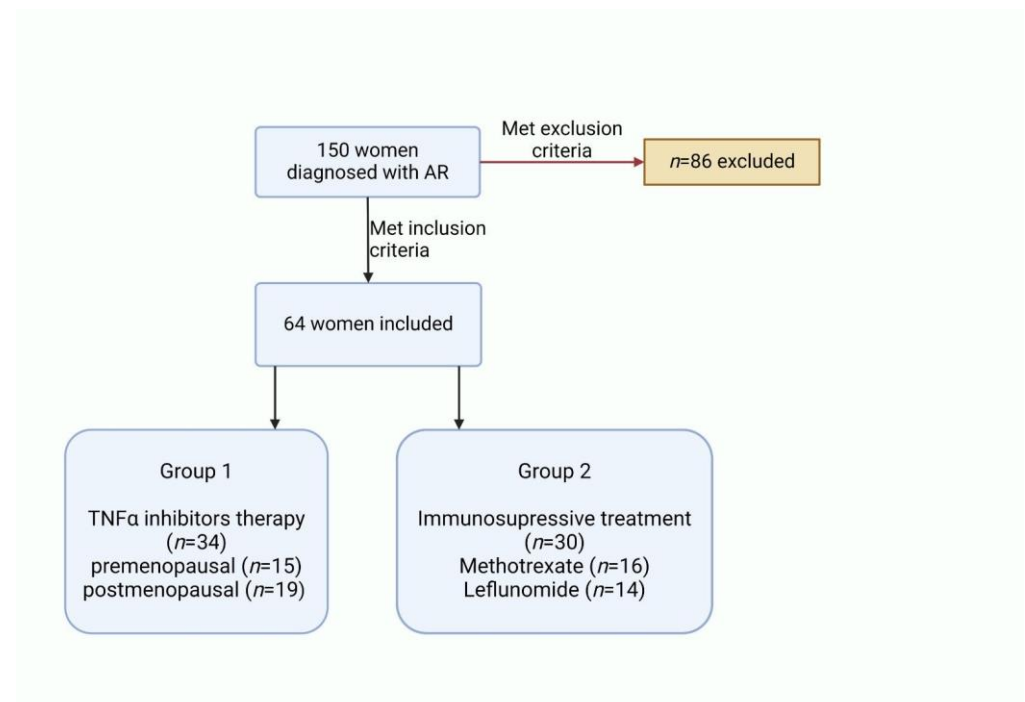 150 women
diagnosed with AR
Met exclusion
criteria
n=86 excluded
Met inclusion
criteria
64 women included
Group 1
TNFα inhibitors therapy
(n=34)
premenopausal (n=15)
postmenopausal (n=19)
Group 2
Immunosupressive treatment
(n=30)
Methotrexate (n=16)
Leflunomide (n=14)